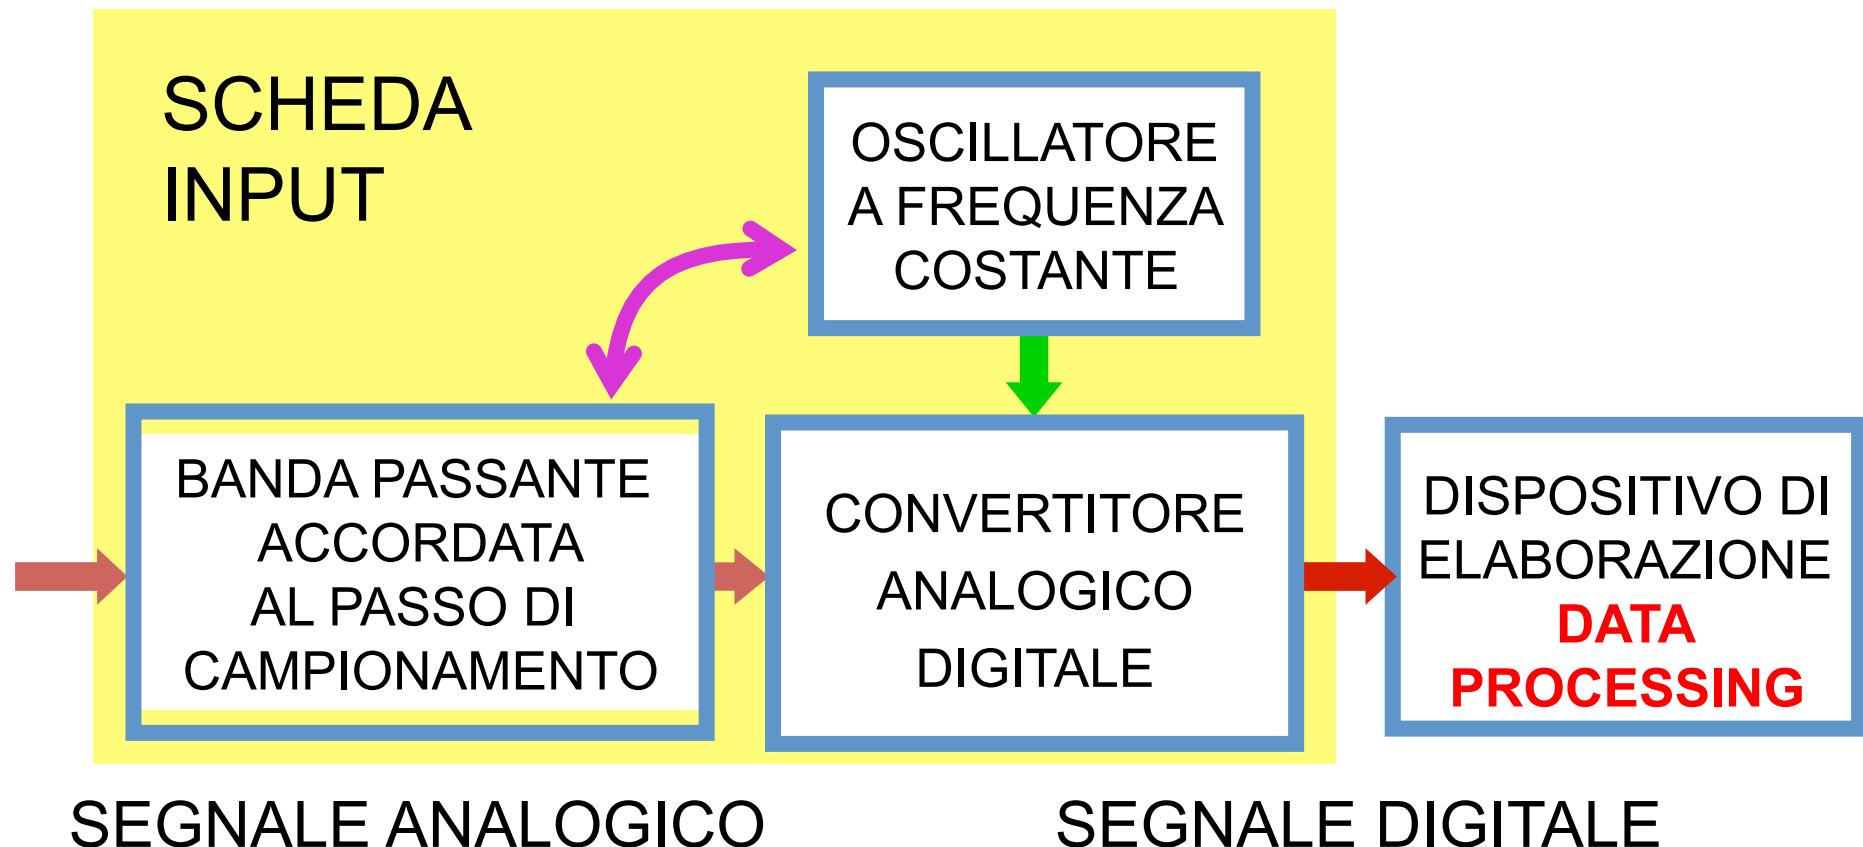 SCHEDA
INPUT
OSCILLATORE
A FREQUENZA
COSTANTE
BANDA PASSANTE
ACCORDATA
AL PASSO DI
CAMPIONAMENTO
CONVERTITORE
ANALOGICO
DIGITALE
DISPOSITIVO DI
ELABORAZIONE
DATA
PROCESSING
SEGNALE ANALOGICO
SEGNALE DIGITALE